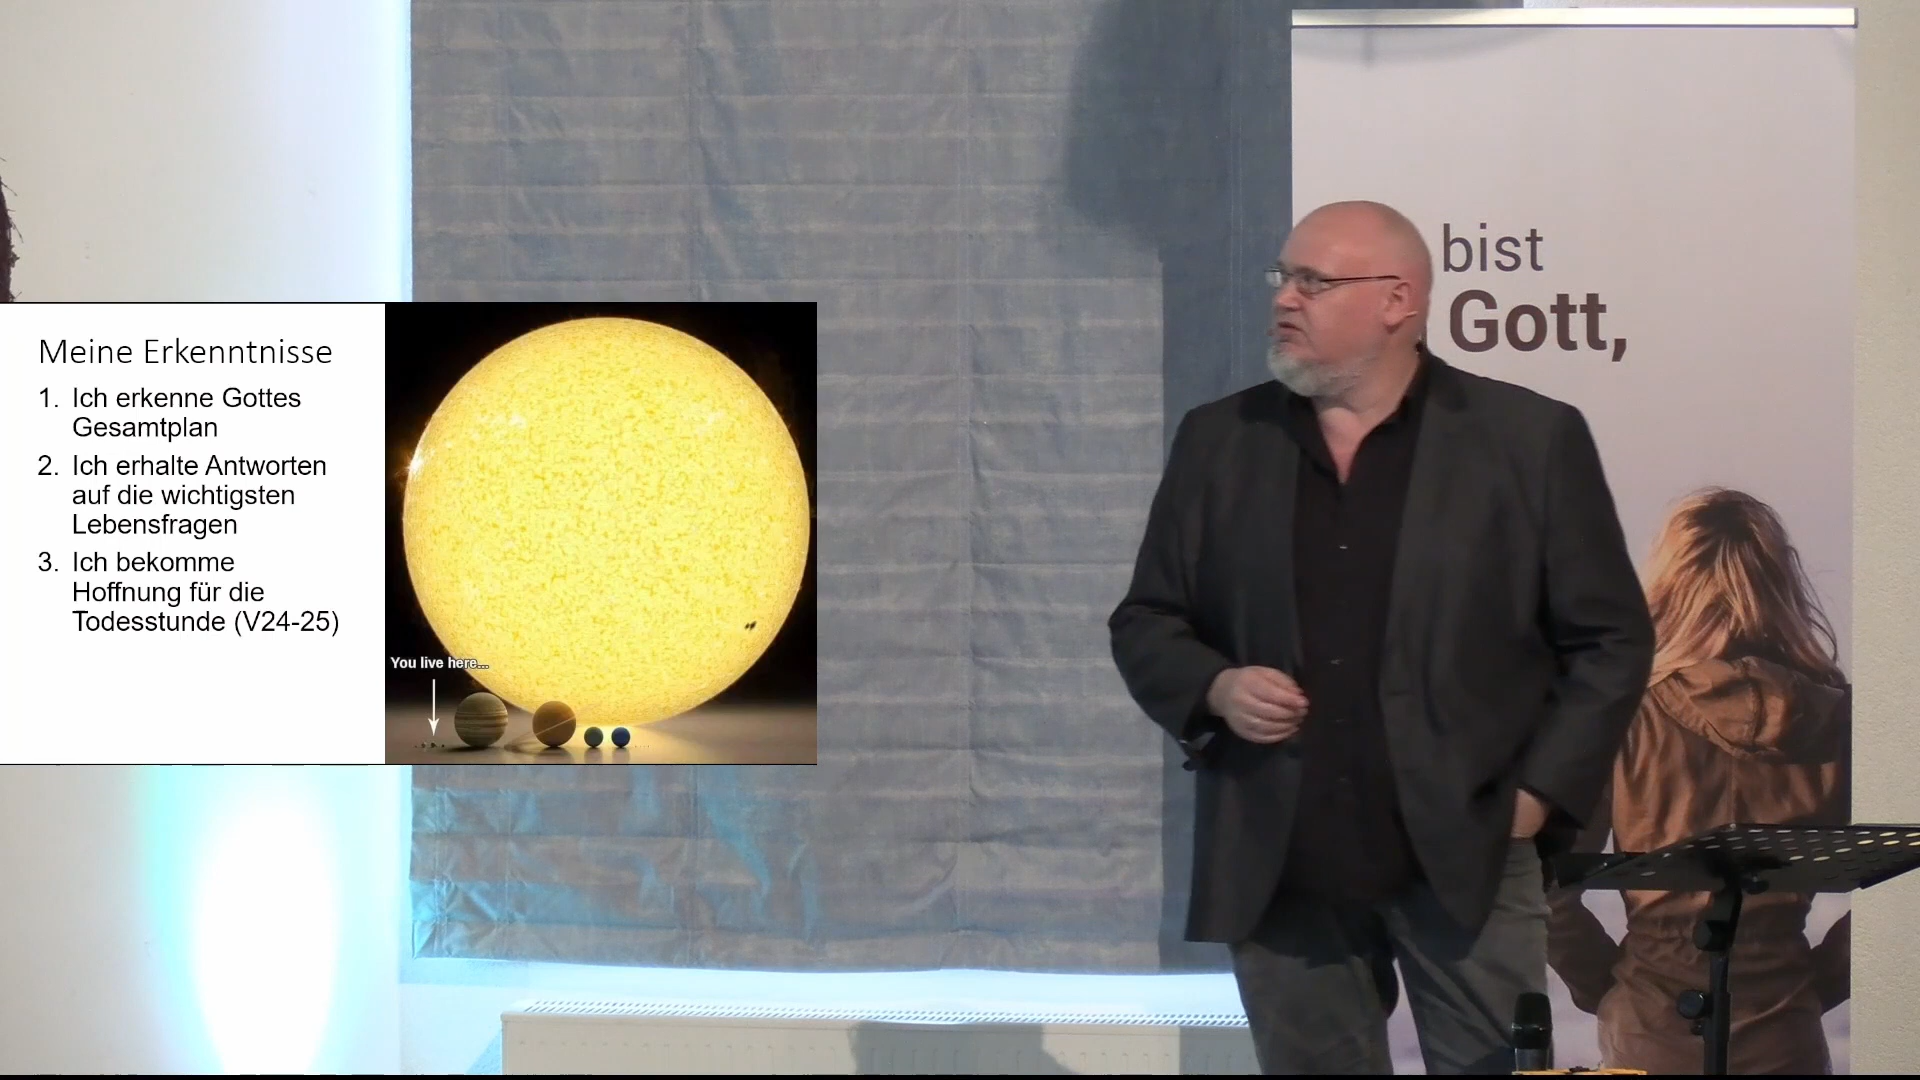 Meine Erkenntnisse
1. Ich erkenne Gottes
Gesamtplan
2. Ich erhalte Antworten
auf die wichtigsten
Lebensfragen
3. Ich bekomme
Hoffnung für die
Todesstunde (V24-25)
You live here...
bist
Gott,